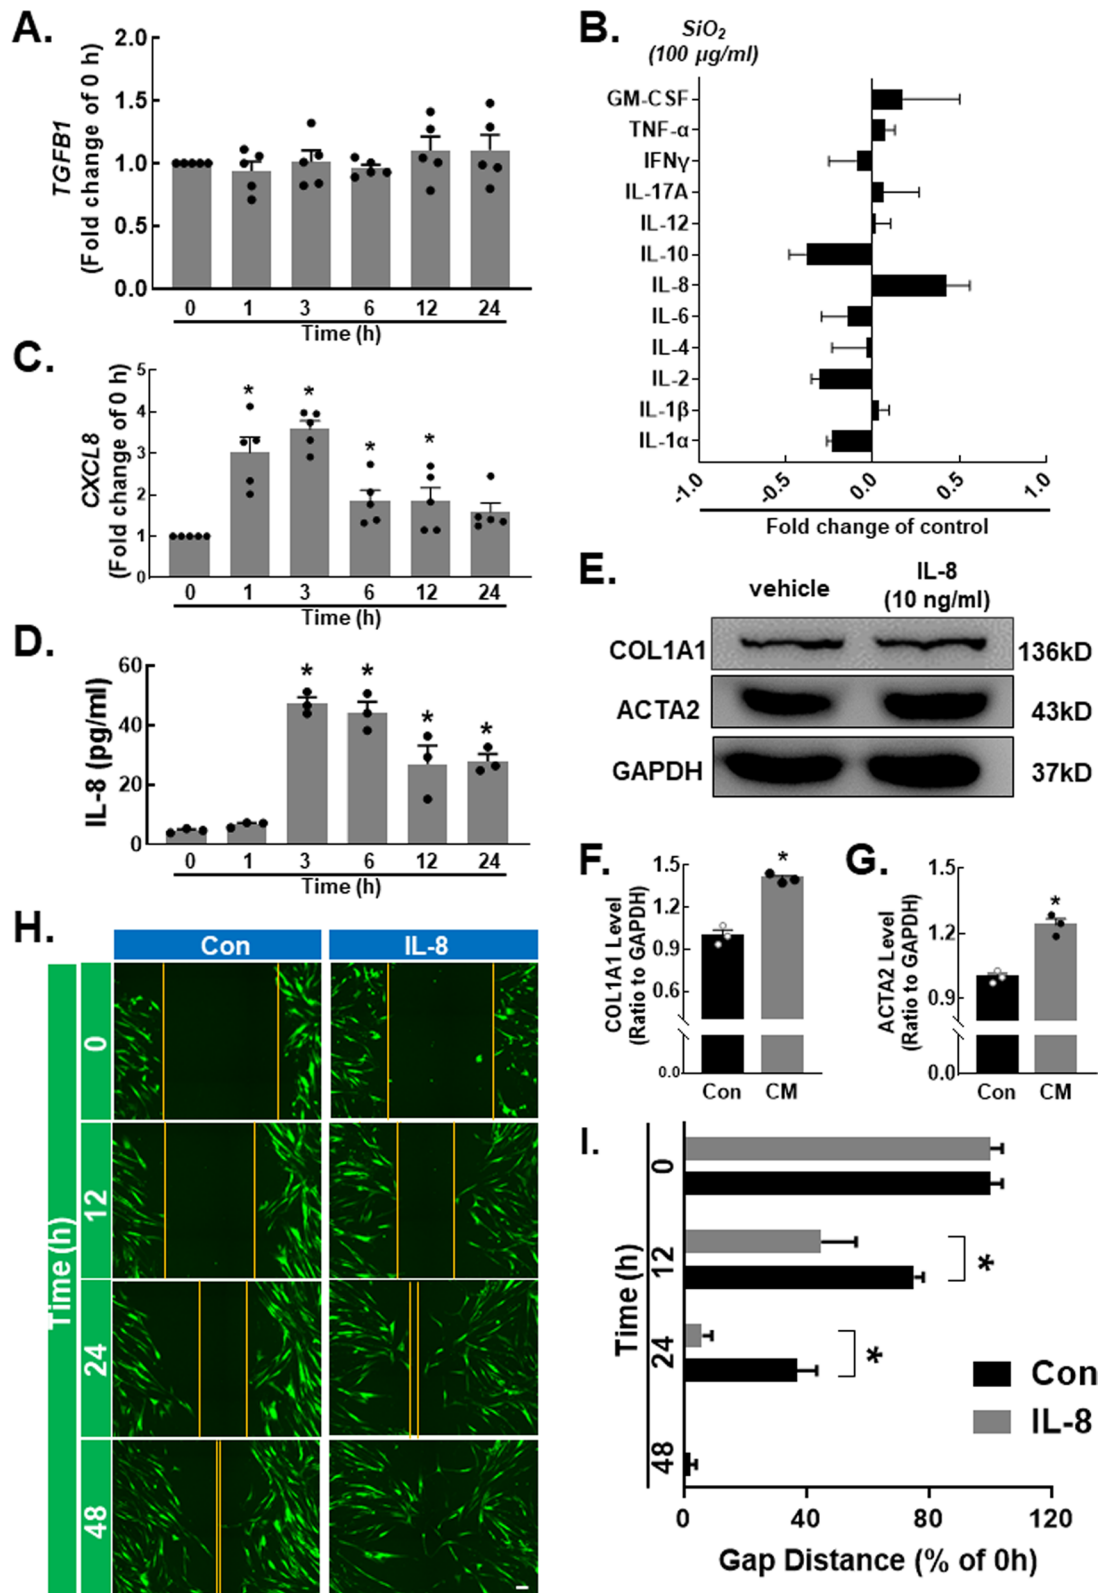 A.
TGFB1
(Fold change of 0 h)
2.0
1.5
1.0
0.5
0.0
0 1 3 6 12 24
Time (h)
B.
SiO2
(100 μg/ml)
GM-CSF
TNF-α
IFNγ
IL-17A
IL-12
IL-10
IL-8
IL-6
IL-4
IL-2
IL-1β
IL-1α
-1.0 -0.5 0.0 0.5 1.0
Fold change of control
C.
CXCL8
(Fold change of 0 h)
5
4
3
2
1
0
* * * *
0 1 3 6 12 24
Time (h)
D.
IL-8 (pg/ml)
60
40
20
0
* * * *
0 1 3 6 12 24
Time (h)
E.
vehicle
IL-8
(10 ng/ml)
COL1A1 136kD
ACTA2 43kD
GAPDH 37kD
F.
COL1A1 Level
(Ratio to GAPDH)
1.5
1.2
0.9
0.6
0.0
*
Con CM
G.
ACTA2 Level
(Ratio to GAPDH)
1.5
1.2
0.9
0.0
*
Con CM
H.
Con IL-8
Time (h)
0
12
24
48
I.
Time (h)
0
12
24
48
*
*
Con
IL-8
0 40 80 120
Gap Distance (% of 0h)